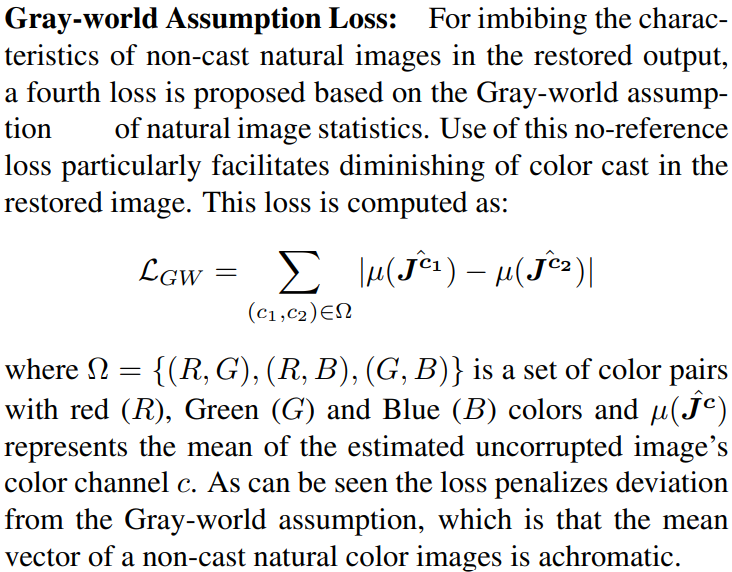 Gray-world Assumption Loss: For imbibing the charac-
teristics of non-cast natural images in the restored output,
a fourth loss is proposed based on the Gray-world assump-
tion of natural image statistics. Use of this no-reference
loss particularly facilitates diminishing of color cast in the
restored image. This loss is computed as:
$\mathcal{L}_{GW} = \sum_{(c_1,c_2)\in\Omega} |\mu(\hat{\boldsymbol{J^{c_1}}}) - \mu(\hat{\boldsymbol{J^{c_2}}})|$
where $\Omega = \{(R, G), (R, B), (G, B)\}$ is a set of color pairs
with red $(R)$, Green $(G)$ and Blue $(B)$ colors and $\mu(\hat{\boldsymbol{J^c}})$
represents the mean of the estimated uncorrupted image's
color channel $c$. As can be seen the loss penalizes deviation
from the Gray-world assumption, which is that the mean
vector of a non-cast natural color images is achromatic.